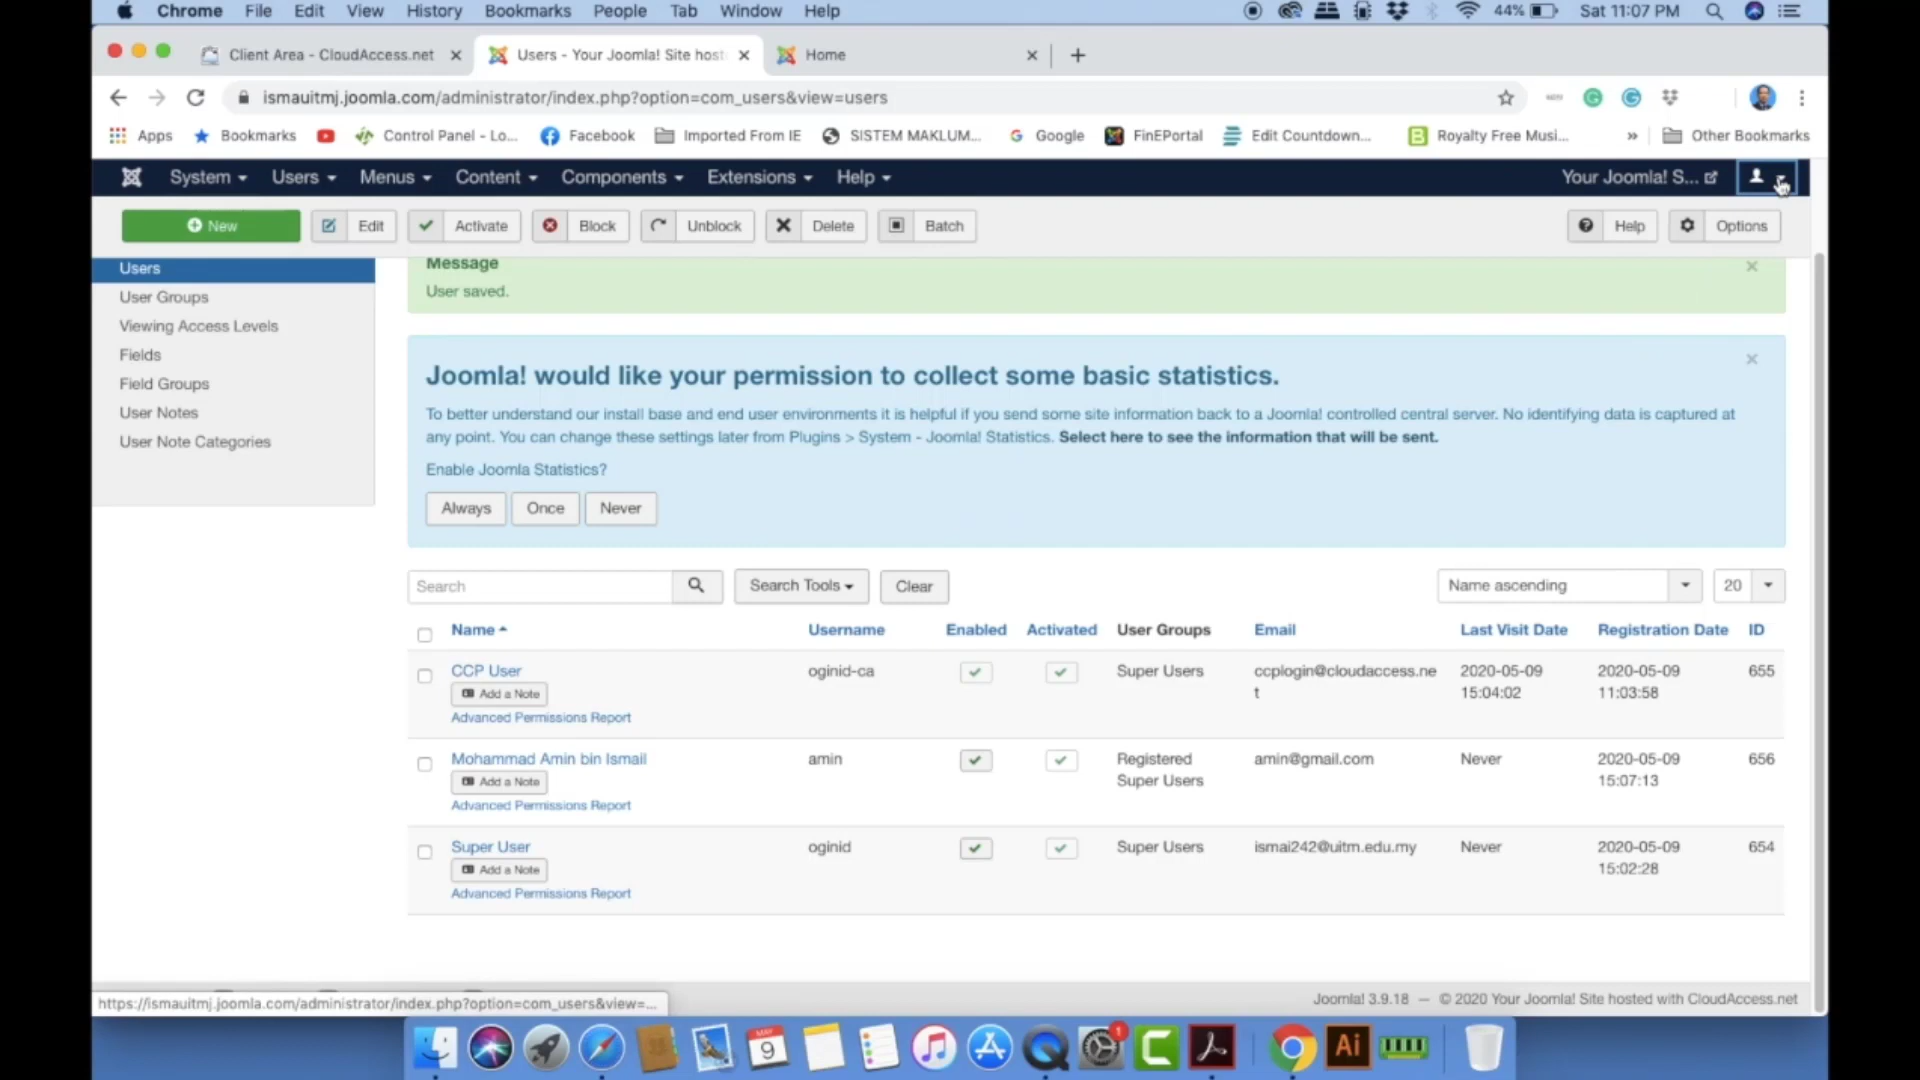 Chrome File Edit View History Bookmarks People Tab Window Help 44% Sat 11:07 PM
Client Area - CloudAccess.net Users - Your Joomla! Site host Home
ismauitmj.joomla.com/administrator/index.php?option=com_users&view=users
Apps Bookmarks Control Panel - Lo... Facebook Imported From IE SISTEM MAKLUM... Google FinEPortal Edit Countdown... Royalty Free Musi... » Other Bookmarks
System Users Menus Content Components Extensions Help Your Joomla! S...
New Edit Activate Block Unblock Delete Batch Help Options
Users
User Groups
Viewing Access Levels
Fields
Field Groups
User Notes
User Note Categories
Message
User saved.
Joomla! would like your permission to collect some basic statistics.
To better understand our install base and end user environments it is helpful if you send some site information back to a Joomla! controlled central server. No identifying data is captured at
any point. You can change these settings later from Plugins > System - Joomla! Statistics. Select here to see the information that will be sent.
Enable Joomla Statistics?
Always Once Never
Search Search Tools Clear Name ascending 20
Name Username Enabled Activated User Groups Email Last Visit Date Registration Date ID
CCP User oginid-ca Super Users ccplogin@cloudaccess.ne 2020-05-09 2020-05-09 655
Add a Note t 15:04:02 11:03:58
Advanced Permissions Report
Mohammad Amin bin Ismail amin Registered amin@gmail.com Never 2020-05-09 656
Add a Note Super Users 15:07:13
Advanced Permissions Report
Super User oginid Super Users ismai242@uitm.edu.my Never 2020-05-09 654
Add a Note 15:02:28
Advanced Permissions Report
https://ismauitmj.joomla.com/administrator/index.php?option=com_users&view=... Joomla! 3.9.18 — © 2020 Your Joomla! Site hosted with CloudAccess.net
MAY
9 1 Ai